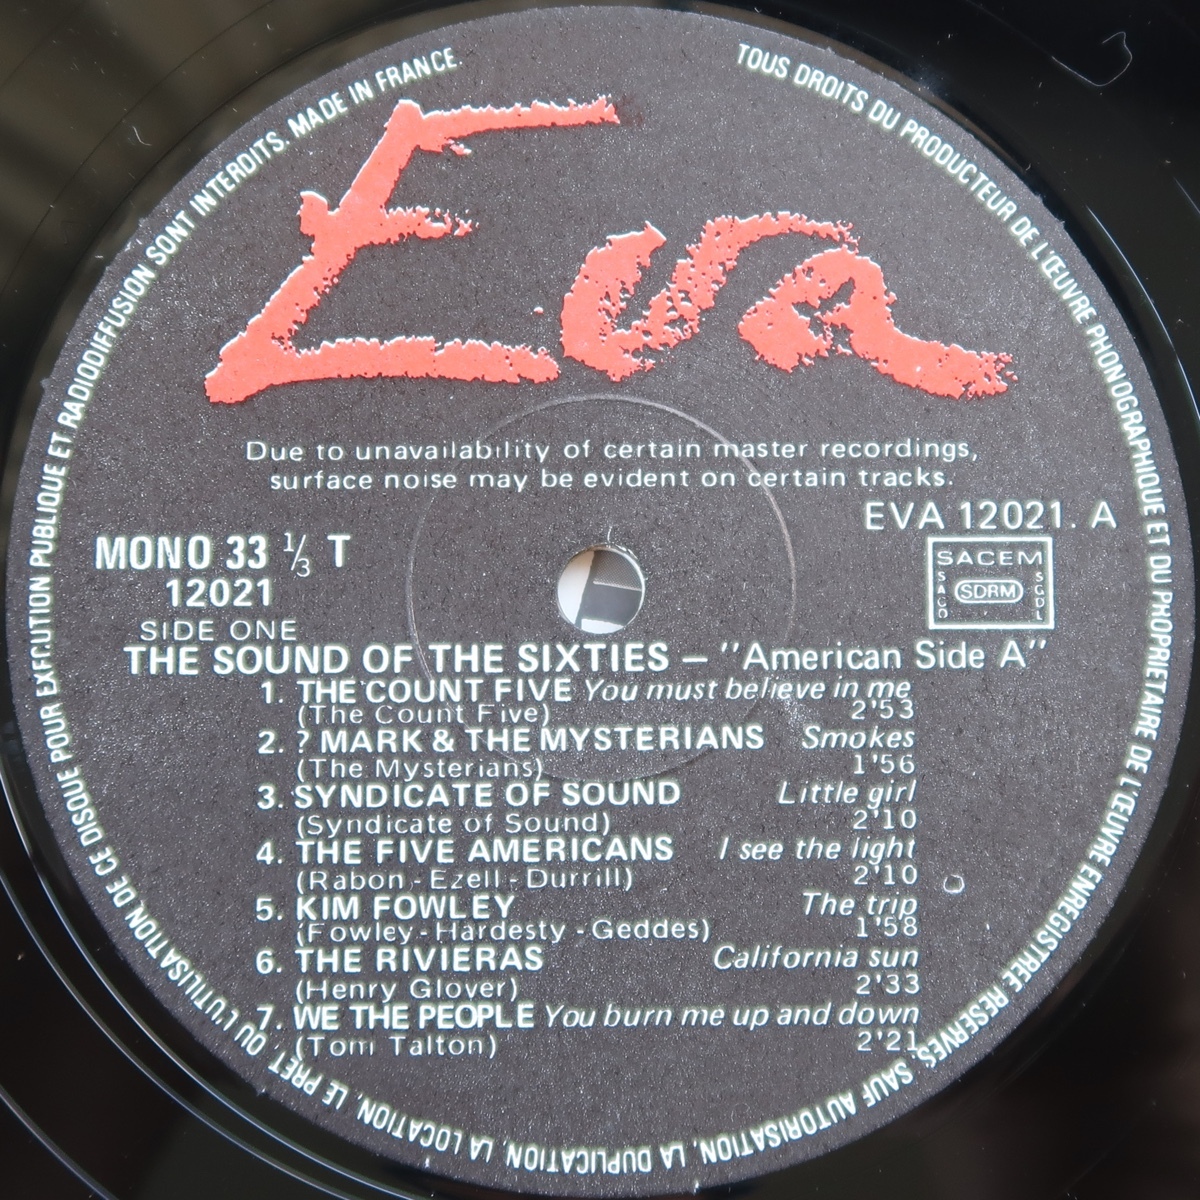 TOUS DROITS DU PRODUCTEUR DE L'ŒUVRE PHONOGRAPHIQUE ET DU PROPRIETAIRE DE L'ŒUVRE ENREGISTREE RESERVES. SAUF AUTORISATION, LA DUPLICATION, LA LOCATION, LE PRET, OU L'UTILISATION DE CE DISQUE POUR EXECUTION PUBLIQUE ET RADIODIFFUSION SONT INTERDITS. MADE IN FRANCE.
Eva
Due to unavailability of certain master recordings,
surface noise may be evident on certain tracks.
EVA 12021. A
MONO 33 ⅓ T
12021
SACEM
SACD SDRM SGDL
SIDE ONE
THE SOUND OF THE SIXTIES – "American Side A"
1. THE COUNT FIVE You must believe in me
(The Count Five) 2'53
2. ? MARK & THE MYSTERIANS Smokes
(The Mysterians) 1'56
3. SYNDICATE OF SOUND Little girl
(Syndicate of Sound) 2'10
4. THE FIVE AMERICANS I see the light
(Rabon - Ezell - Durrill) 2'10
5. KIM FOWLEY The trip
(Fowley - Hardesty - Geddes) 1'58
6. THE RIVIERAS California sun
(Henry Glover) 2'33
7. WE THE PEOPLE You burn me up and down
(Tom Talton) 2'21